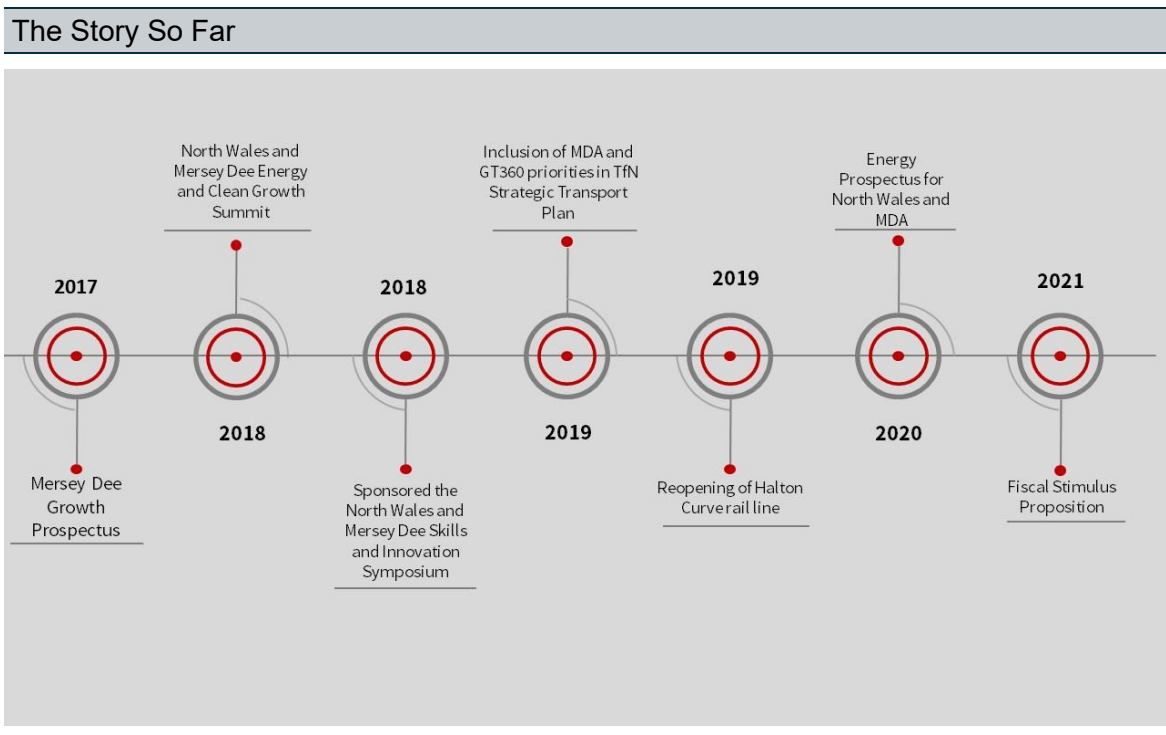 The Story So Far
2017
Mersey Dee
Growth
Prospectus
North Wales and
Mersey Dee Energy
and Clean Growth
Summit
2018
2018
Sponsored the
North Wales and
Mersey Dee Skills
and Innovation
Symposium
Inclusion of MDA and
GT360 priorities in TfN
Strategic Transport
Plan
2019
2019
Reopening of Halton
Curve rail line
Energy
Prospectus for
North Wales and
MDA
2020
2021
Fiscal Stimulus
Proposition